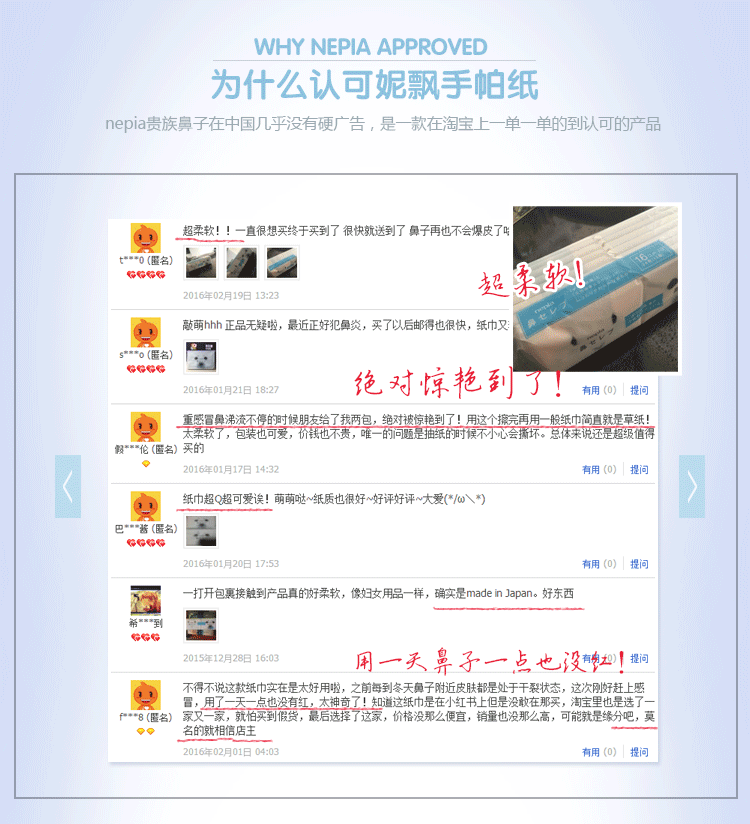 WHY NEPIA APPROVED
为什么认可妮飘手帕纸
nepia贵族鼻子在中国几乎没有硬广告，是一款在淘宝上一单一单的到认可的产品
超柔软！！一直很想买终于买到了 很快就送到了 鼻子再也不会爆皮了
t***0 (匿名)
超柔软！
鼻セレブ
2016年02月19日 13:23
敲萌hhh 正品无疑啦，最近正好犯鼻炎，买了以后邮得也很快，纸巾又
s***o (匿名)
绝对惊艳到了！
2016年01月21日 18:27
有用 (0) 提问
重感冒鼻涕流不停的时候朋友给了我两包，绝对被惊艳到了！用这个擦完再用一般纸巾简直就是草纸！
太柔软了，包装也可爱，价钱也不贵，唯一的问题是抽纸的时候不小心会撕坏。总体来说还是超级值得
买的
假***伦 (匿名)
2016年01月17日 14:32
有用 (0) 提问
纸巾超Q超可爱诶！萌萌哒~纸质也很好~好评好评~大爱(*/ω＼*)
巴***酱 (匿名)
2016年01月20日 17:53
有用 (0) 提问
一打开包裹接触到产品真的好柔软，像妇女用品一样，确实是made in Japan。好东西
希***到
2015年12月28日 16:03
用一天鼻子一点也没红！
有用 (0) 提问
不得不说这款纸巾实在是太好用啦，之前每到冬天鼻子附近皮肤都是处于干裂状态，这次刚好赶上感
冒，用了一天一点也没有红，太神奇了！知道这纸巾是在小红书上但是没敢在那买，淘宝里也是选了一
家又一家，就怕买到假货，最后选择了这家，价格没那么便宜，销量也没那么高，可能就是缘分吧，莫
名的就相信店主
f***8 (匿名)
2016年02月01日 04:03
有用 (0) 提问